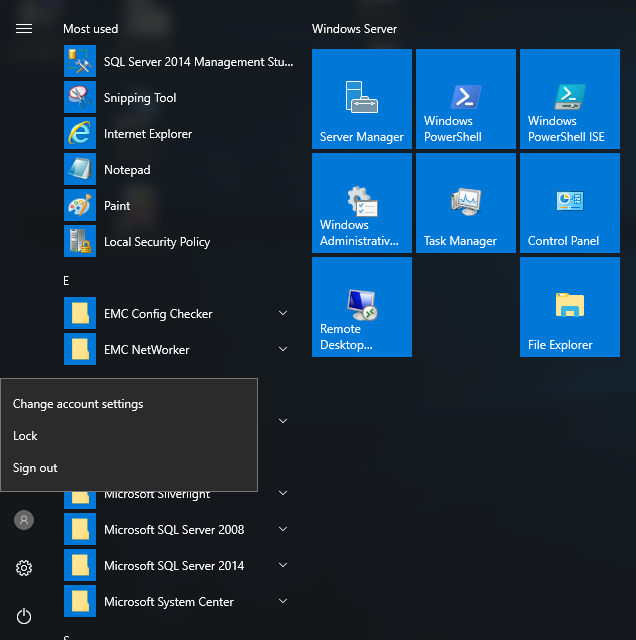 Most used
SQL Server 2014 Management Stu...
Snipping Tool
Internet Explorer
Notepad
Paint
Local Security Policy
E
EMC Config Checker
EMC NetWorker
Change account settings
Lock
Sign out
Microsoft Silverlight
Microsoft SQL Server 2008
Microsoft SQL Server 2014
Microsoft System Center
S
Windows Server
Server Manager
Windows
PowerShell
Windows
PowerShell ISE
Windows
Administrativ...
Task Manager
Control Panel
Remote
Desktop...
File Explorer